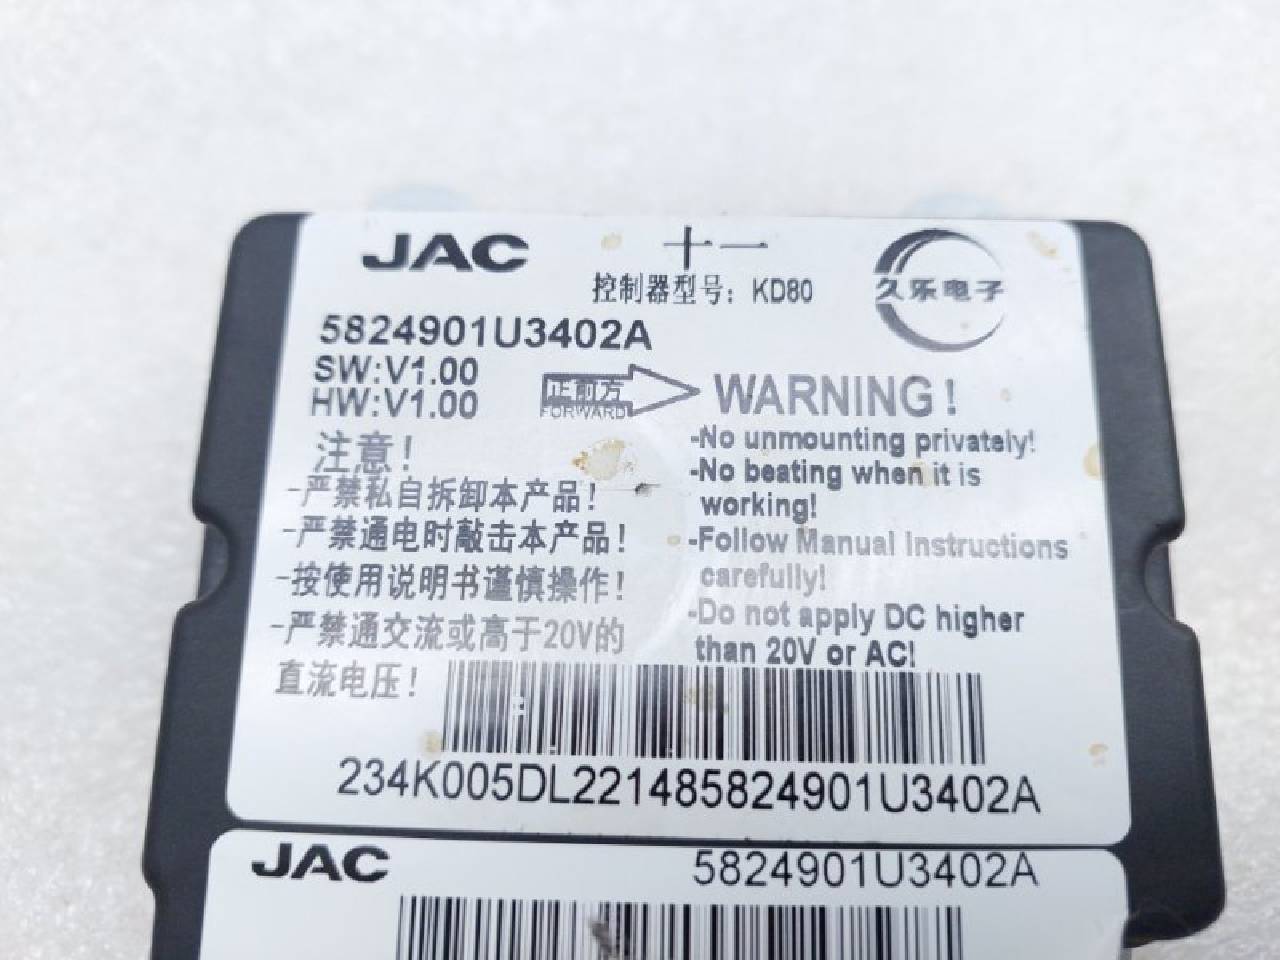 JAC
十一
控制器型号：KD80
久乐电子
5824901U3402A
SW:V1.00
HW:V1.00
正前方
FORWARD
注意！
-严禁私自拆卸本产品！
-严禁通电时敲击本产品！
-按使用说明书谨慎操作！
-严禁通交流或高于20V的
直流电压！
WARNING!
-No unmounting privately!
-No beating when it is
working!
-Follow Manual Instructions
carefully!
-Do not apply DC higher
than 20V or AC!
234K005DL221485824901U3402A
JAC
5824901U3402A